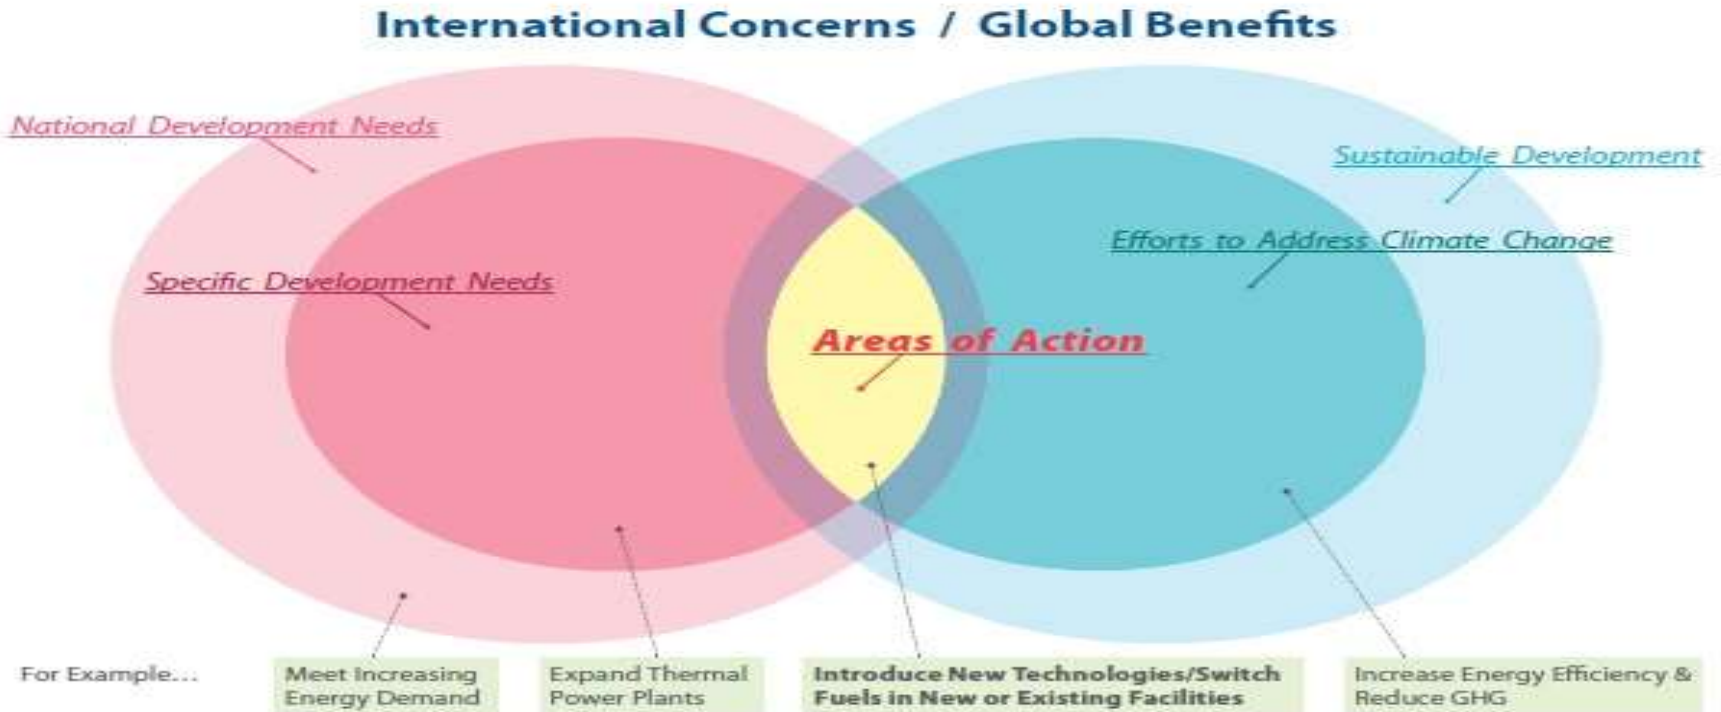 International Concerns / Global Benefits
National Development Needs
Sustainable Development
Efforts to Address Climate Change
Specific Development Needs
Areas of Action
For Example...
Meet Increasing
Energy Demand
Expand Thermal
Power Plants
Introduce New Technologies/Switch
Fuels in New or Existing Facilities
Increase Energy Efficiency &
Reduce GHG